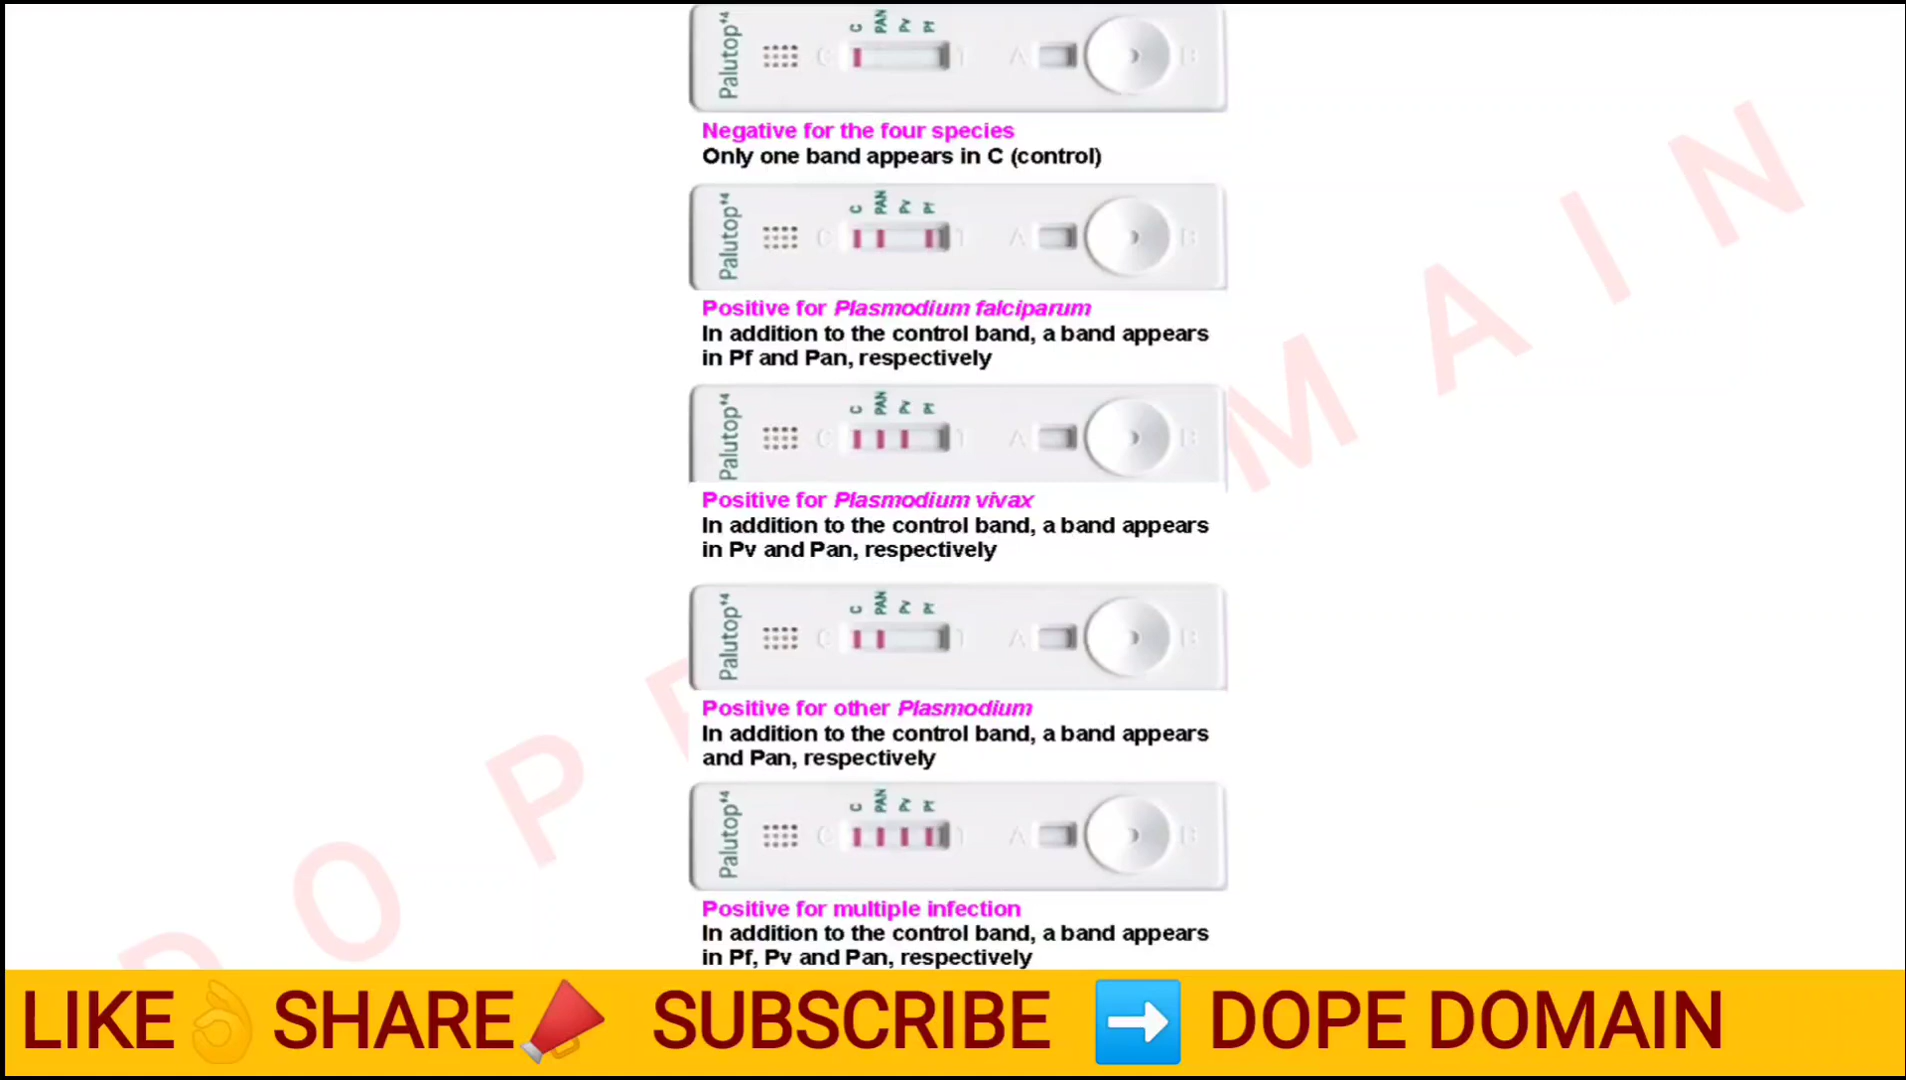 Palutop+4
C PAN Pv Pf
C T A B
Negative for the four species
Only one band appears in C (control)
Palutop+4
C PAN Pv Pf
C T A B
Positive for Plasmodium falciparum
In addition to the control band, a band appears
in Pf and Pan, respectively
Palutop+4
C PAN Pv Pf
C T A B
Positive for Plasmodium vivax
In addition to the control band, a band appears
in Pv and Pan, respectively
Palutop+4
C PAN Pv Pf
C T A B
Positive for other Plasmodium
In addition to the control band, a band appears
and Pan, respectively
Palutop+4
C PAN Pv Pf
C T A B
Positive for multiple infection
In addition to the control band, a band appears
in Pf, Pv and Pan, respectively
DOPE DOMAIN
LIKE SHARE SUBSCRIBE DOPE DOMAIN